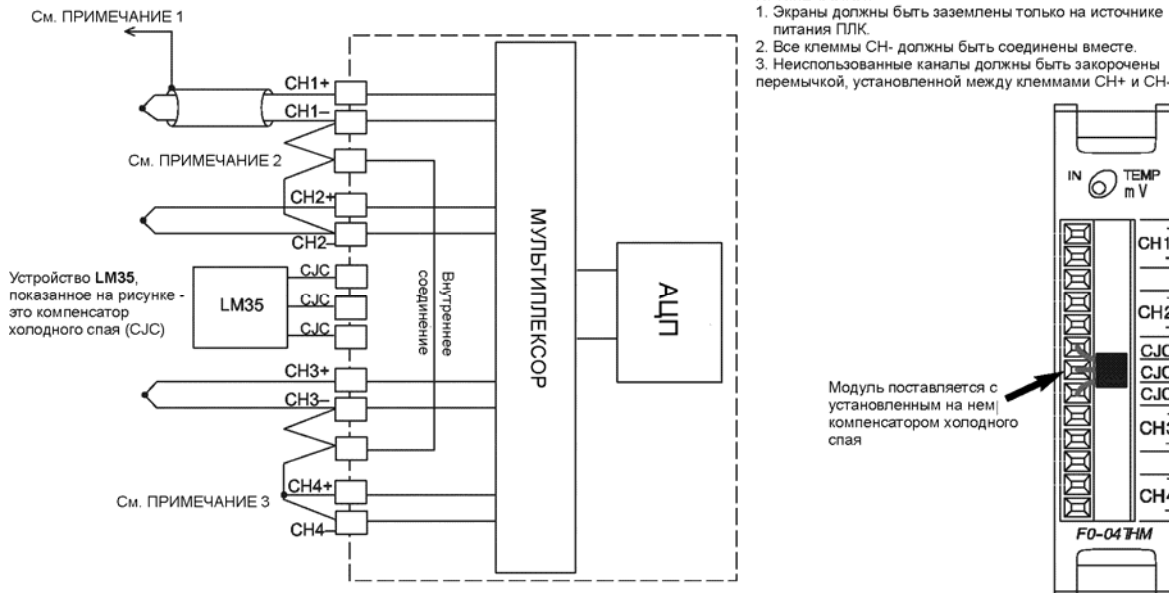 См. ПРИМЕЧАНИЕ 1
CH1+
CH1–
См. ПРИМЕЧАНИЕ 2
CH2+
CH2–
Устройство LM35,
показанное на рисунке -
это компенсатор
холодного спая (CJC)
LM35
CJC
CJC
CJC
CH3+
CH3–
См. ПРИМЕЧАНИЕ 3
CH4+
CH4–
Внутреннее
соединение
МУЛЬТИПЛЕКСОР
АЦП
1. Экраны должны быть заземлены только на источнике
питания ПЛК.
2. Все клеммы CH- должны быть соединены вместе.
3. Неиспользованные каналы должны быть закорочены
перемычкой, установленной между клеммами CH+ и CH-
IN
TEMP
mV
CH1
CH2
CJC
CJC
CJC
CH3
CH4
F0-04THM
Модуль поставляется с
установленным на нем
компенсатором холодного
спая